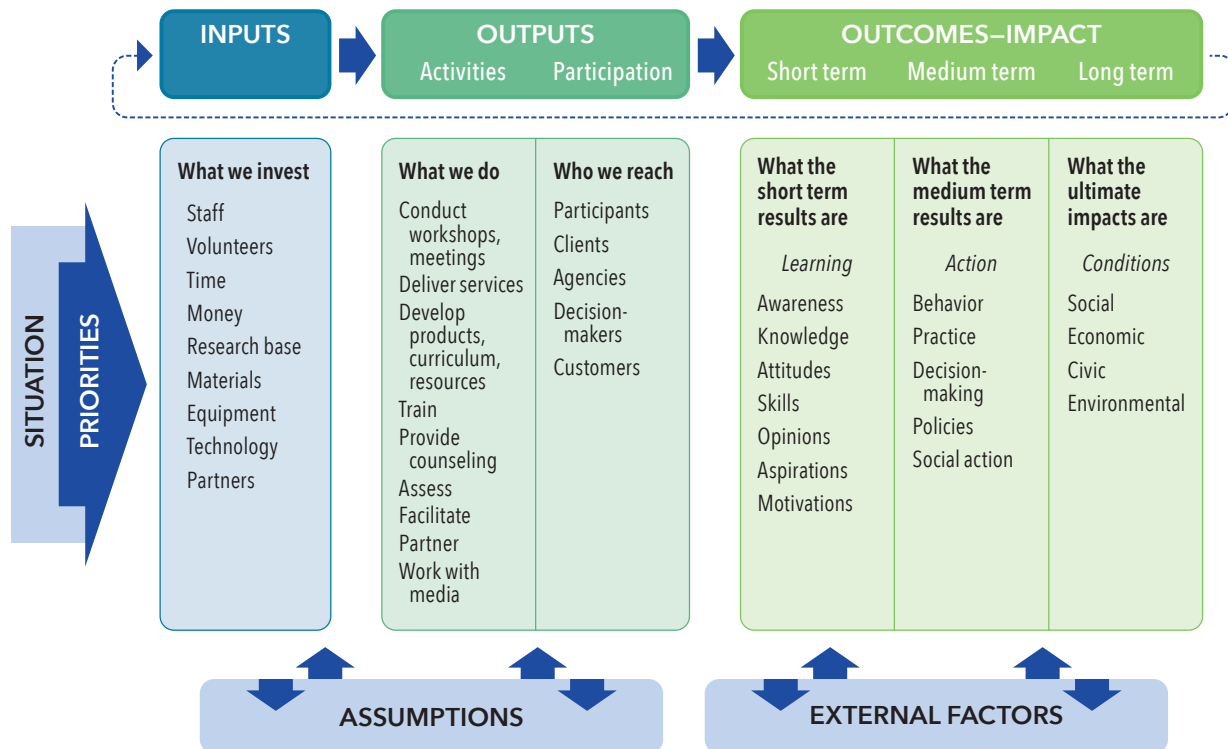 INPUTS
OUTPUTS
Activities
Participation
OUTCOMES–IMPACT
Short term
Medium term
Long term
SITUATION
PRIORITIES
What we invest
Staff
Volunteers
Time
Money
Research base
Materials
Equipment
Technology
Partners
What we do
Conduct
workshops,
meetings
Deliver services
Develop
products,
curriculum,
resources
Train
Provide
counseling
Assess
Facilitate
Partner
Work with
media
Who we reach
Participants
Clients
Agencies
Decision-
makers
Customers
What the
short term
results are
Learning
Awareness
Knowledge
Attitudes
Skills
Opinions
Aspirations
Motivations
What the
medium term
results are
Action
Behavior
Practice
Decision-
making
Policies
Social action
What the
ultimate
impacts are
Conditions
Social
Economic
Civic
Environmental
ASSUMPTIONS
EXTERNAL FACTORS